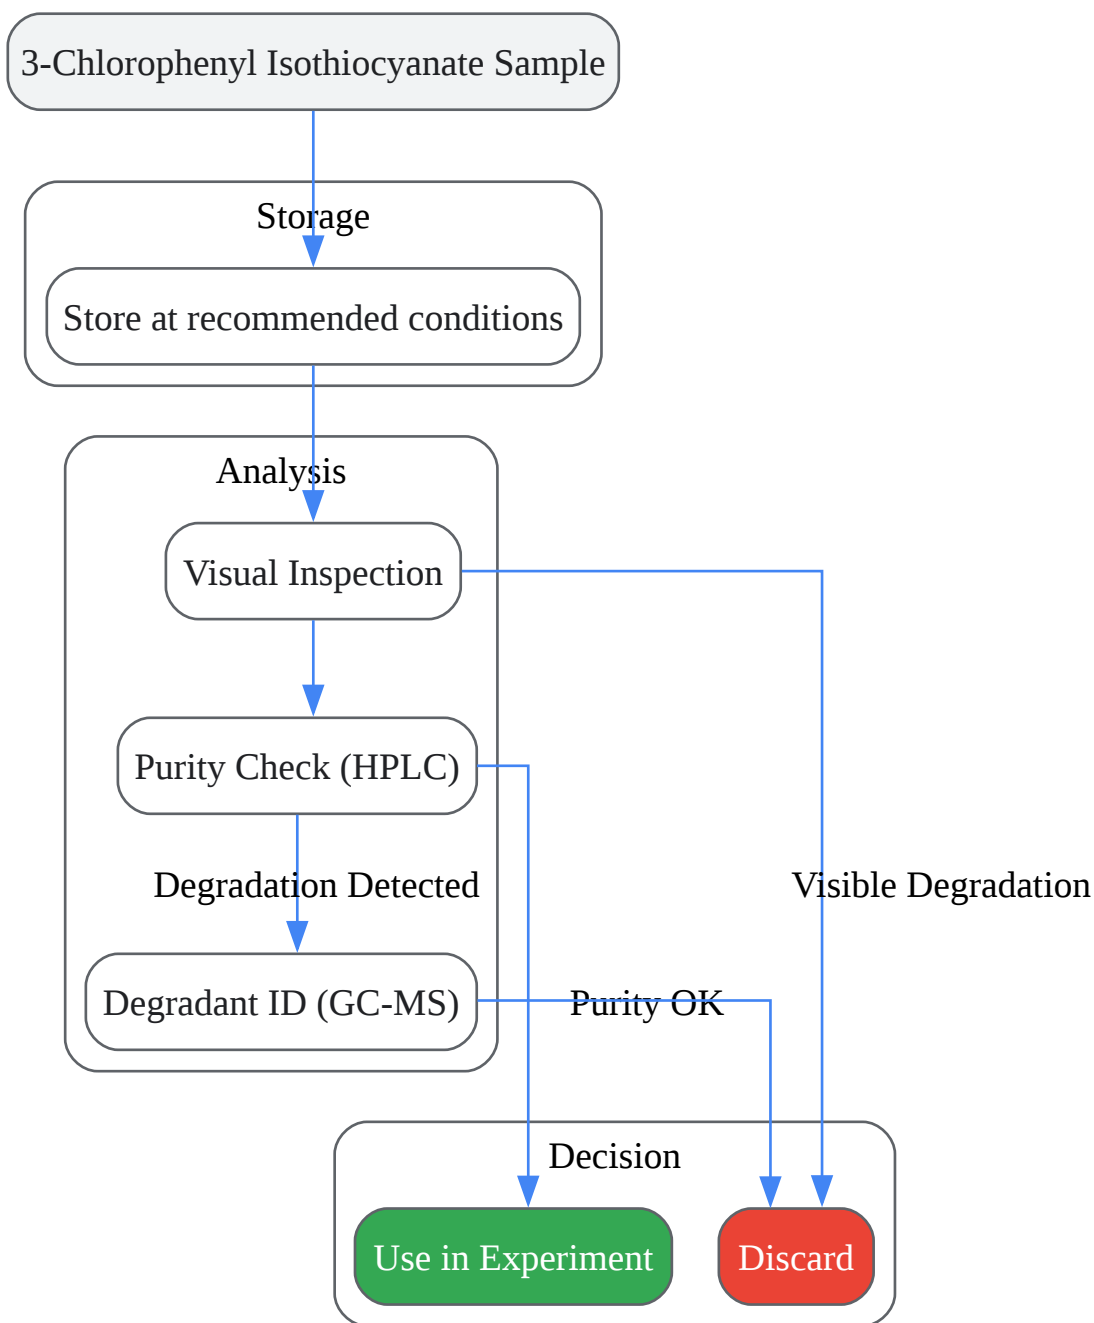 3-Chlorophenyl Isothiocyanate Sample
Storage
Store at recommended conditions
Analysis
Visual Inspection
Purity Check (HPLC)
Degradation Detected
Visible Degradation
Degradant ID (GC-MS)
Purity OK
Decision
Use in Experiment
Discard